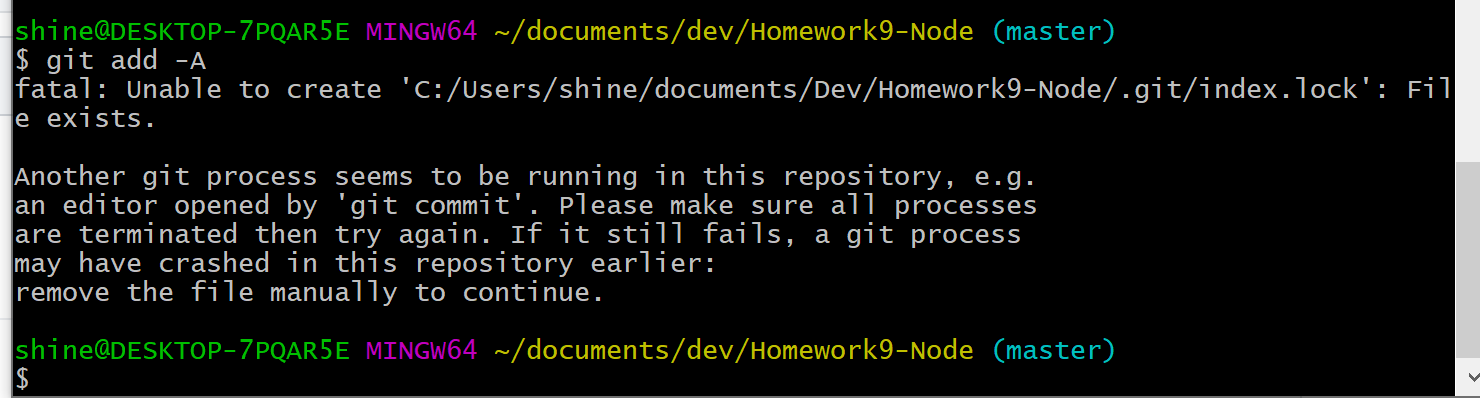 shine@DESKTOP-7PQAR5E MINGW64 ~/documents/dev/Homework9-Node (master)
$ git add -A
fatal: Unable to create 'C:/Users/shine/documents/Dev/Homework9-Node/.git/index.lock': Fil
e exists.
Another git process seems to be running in this repository, e.g.
an editor opened by 'git commit'. Please make sure all processes
are terminated then try again. If it still fails, a git process
may have crashed in this repository earlier:
remove the file manually to continue.
shine@DESKTOP-7PQAR5E MINGW64 ~/documents/dev/Homework9-Node (master)
$